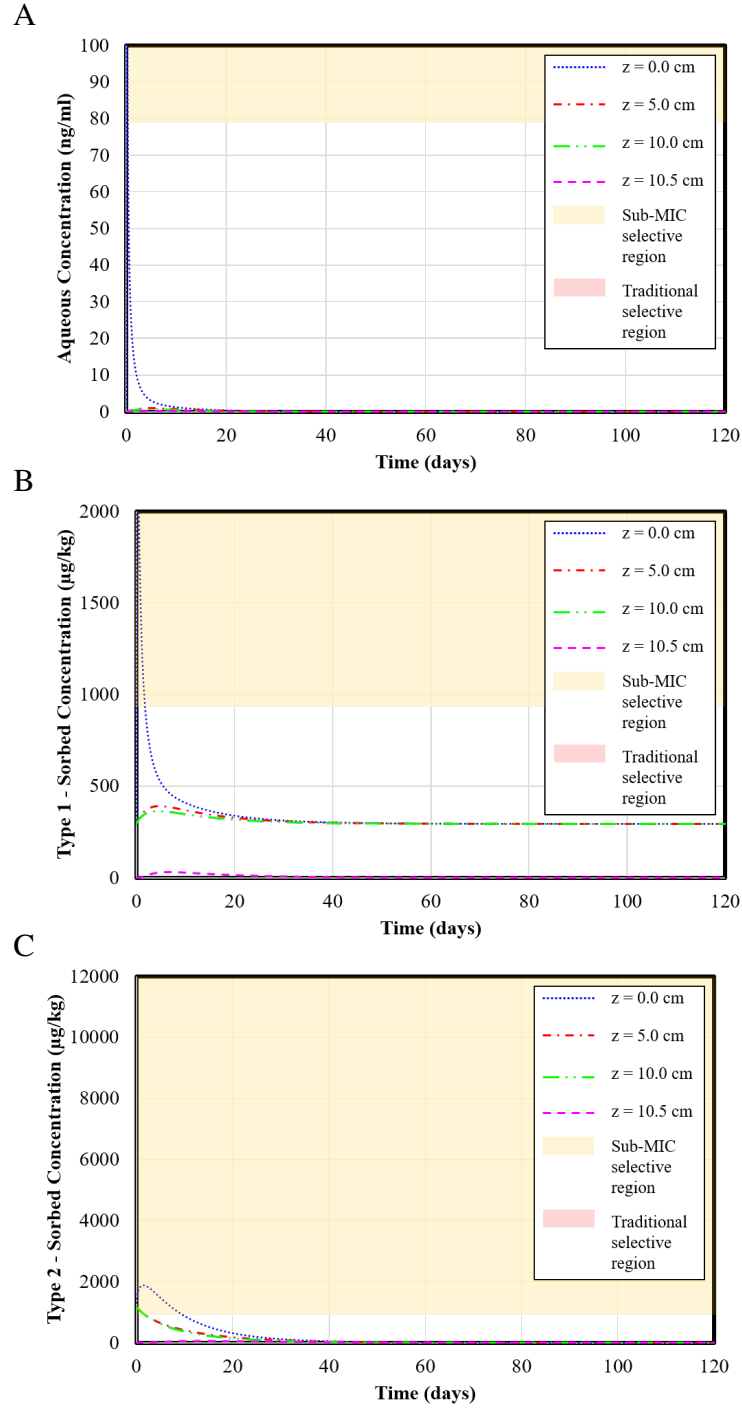 A
Aqueous Concentration (ng/ml)
100
90
80
70
60
50
40
30
20
10
0
0 20 40 60 80 100 120
Time (days)
z = 0.0 cm
z = 5.0 cm
z = 10.0 cm
z = 10.5 cm
Sub-MIC
selective
region
Traditional
selective
region
B
Type 1 - Sorbed Concentration (µg/kg)
2000
1500
1000
500
0
0 20 40 60 80 100 120
Time (days)
z = 0.0 cm
z = 5.0 cm
z = 10.0 cm
z = 10.5 cm
Sub-MIC
selective
region
Traditional
selective
region
C
Type 2 - Sorbed Concentration (µg/kg)
12000
10000
8000
6000
4000
2000
0
0 20 40 60 80 100 120
Time (days)
z = 0.0 cm
z = 5.0 cm
z = 10.0 cm
z = 10.5 cm
Sub-MIC
selective
region
Traditional
selective
region